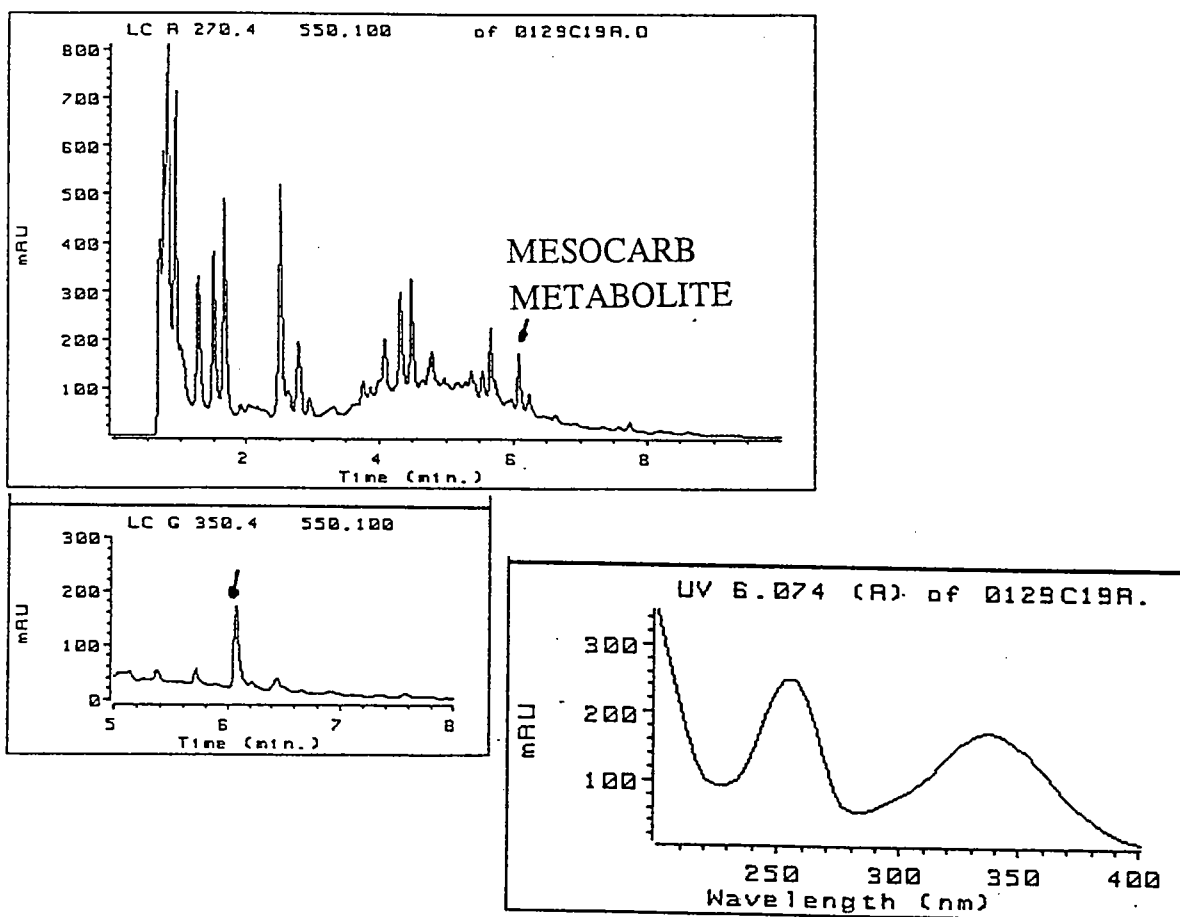 LC A 270.4 550.100 of 0129C19A.D
800
700
600
500
400
300
200
100
mAU
MESOCARB
METABOLITE
2 4 6 8
Time (min.)
LC G 350.4 550.100
300
200
100
0
mAU
5 6 7 8
Time (min.)
UV 6.074 (A) of 0129C19A.
300
200
100
mAU
250 300 350 400
Wavelength (nm)